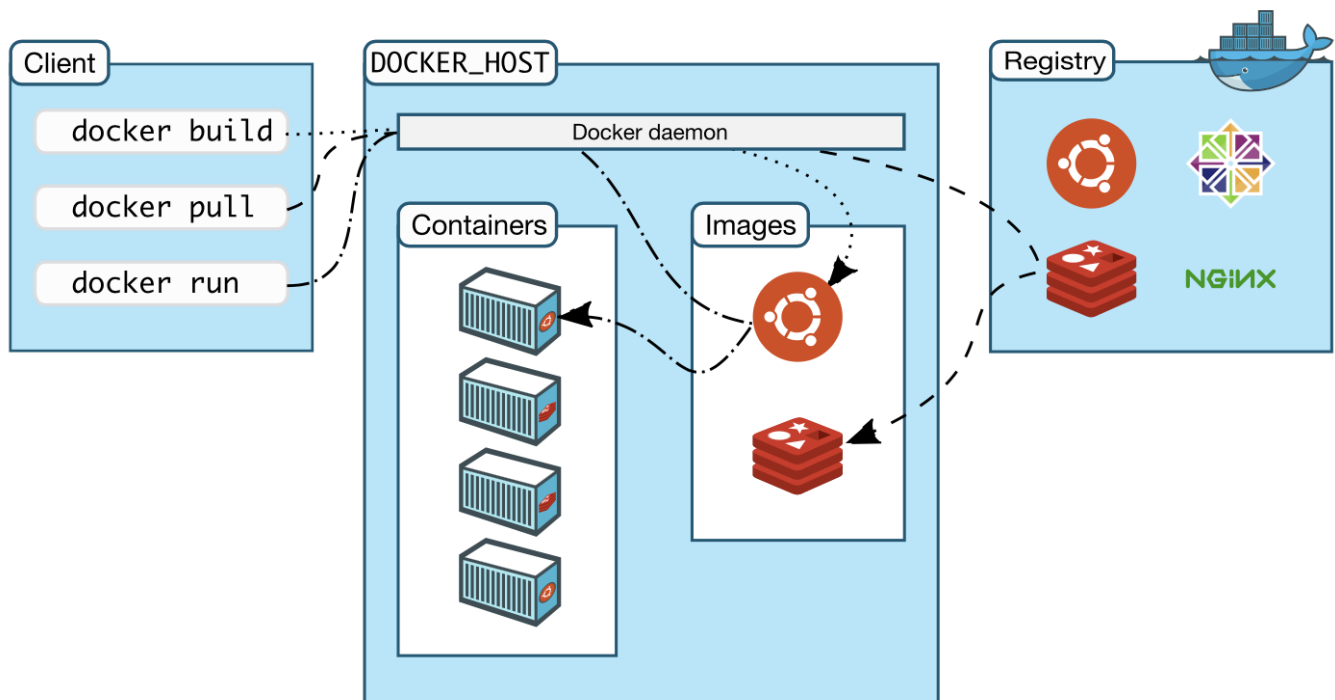 Client
docker build
docker pull
docker run
DOCKER_HOST
Docker daemon
Containers
Images
Registry
NGiNX